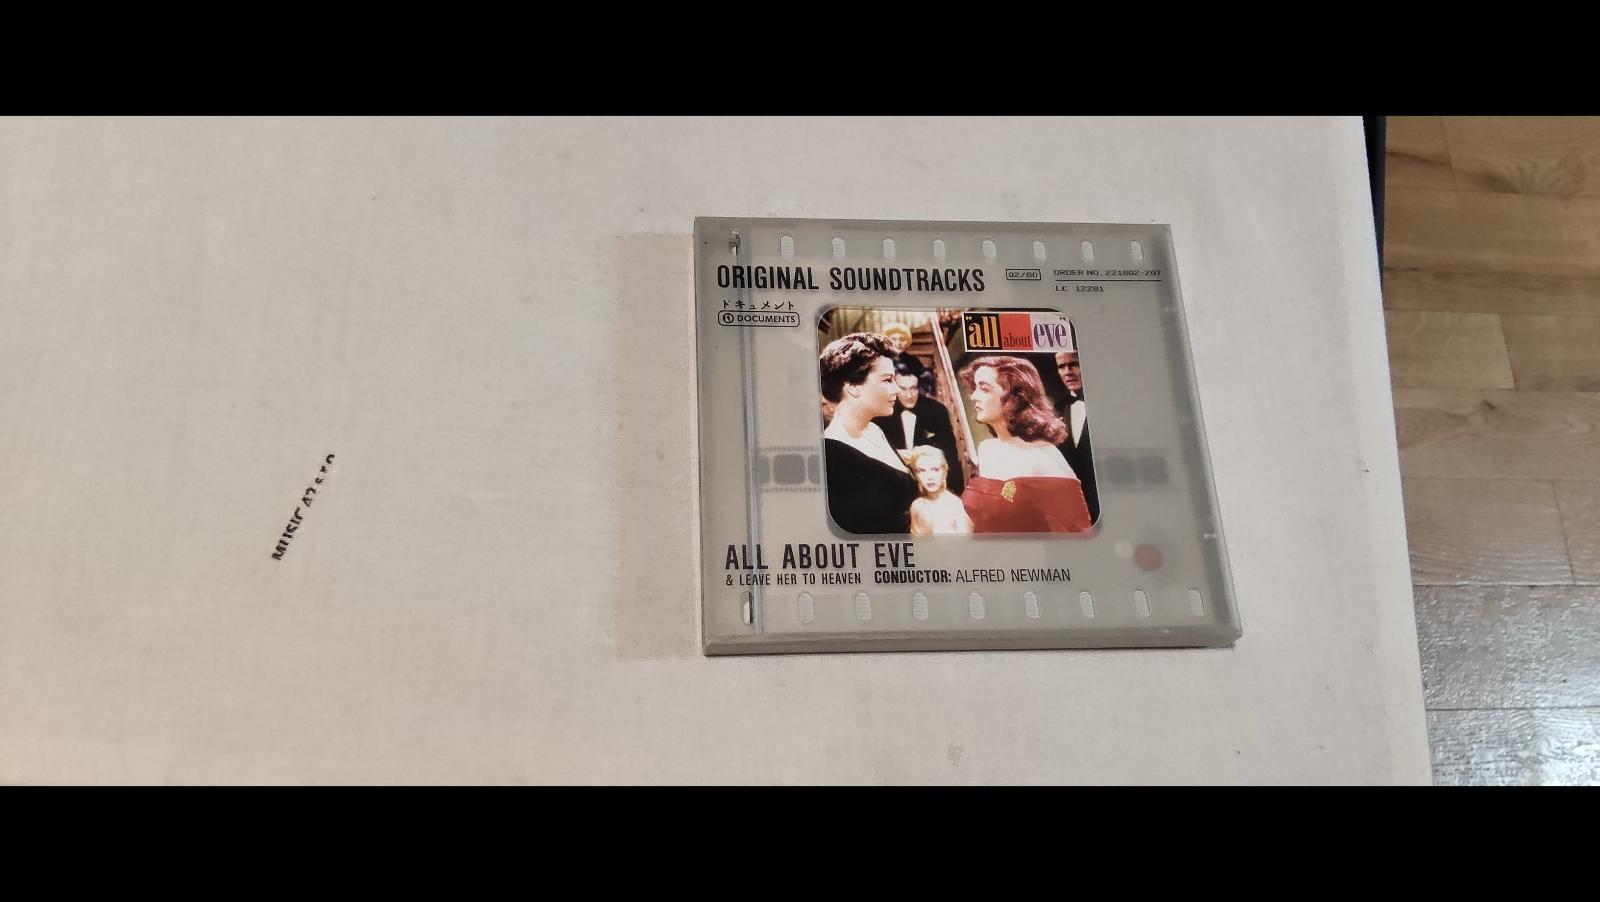 ORIGINAL SOUNDTRACKS
02/60
ORDER NO. 221802-207
LC 12281
ドキュメント
DOCUMENTS
"all about eve"
ALL ABOUT EVE
& LEAVE HER TO HEAVEN CONDUCTOR: ALFRED NEWMAN
MUSIC